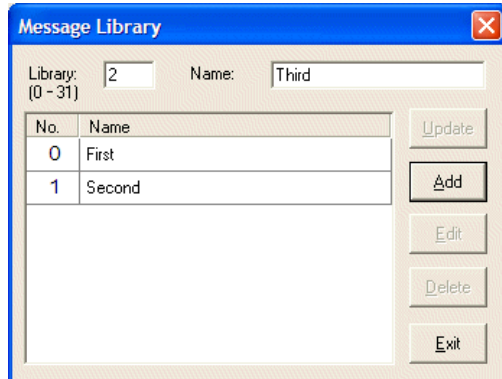 Message Library
Library: 2 Name: Third
(0 - 31)
No. Name
0 First
1 Second
Update
Add
Edit
Delete
Exit